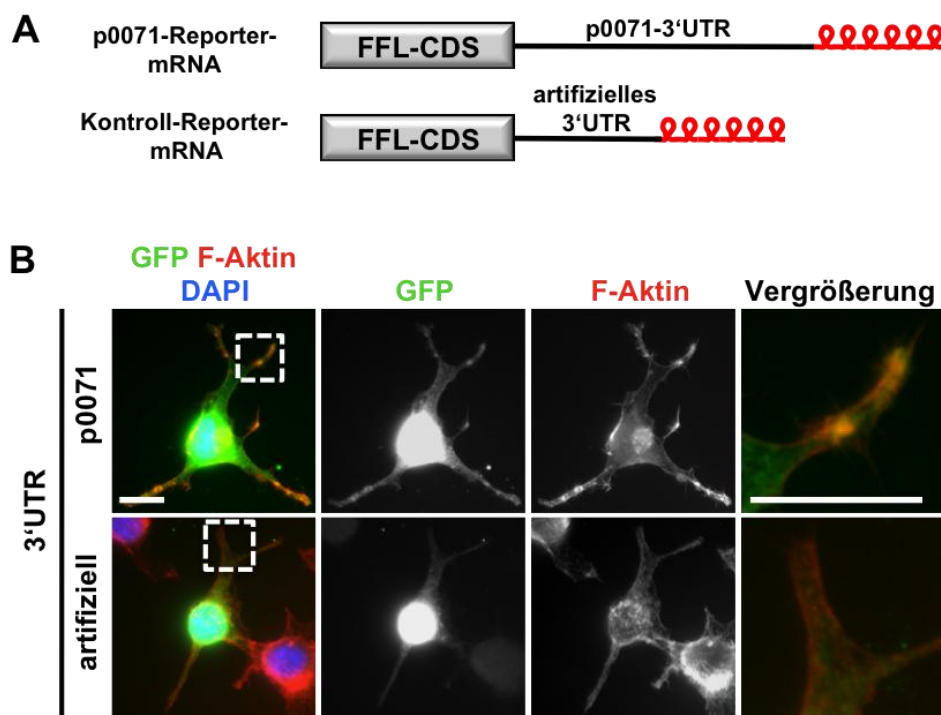 A
p0071-Reporter-
mRNA
FFL-CDS
p0071-3‘UTR
Kontroll-Reporter-
mRNA
FFL-CDS
artifizielles
3‘UTR
B
GFP F-Aktin
DAPI
GFP
F-Aktin
Vergrößerung
3‘UTR
p0071
artifiziell